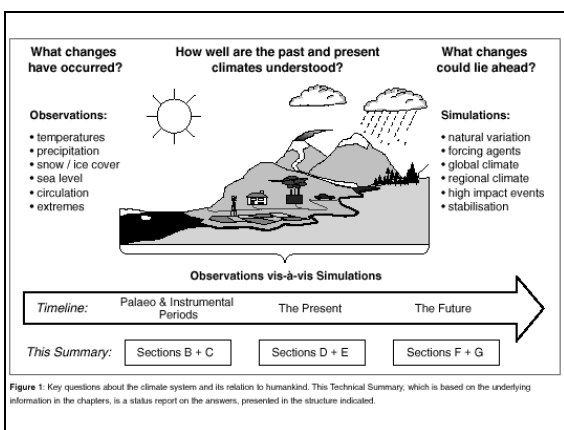 What changes
have occurred?
How well are the past and present
climates understood?
What changes
could lie ahead?
Observations:
• temperatures
• precipitation
• snow / ice cover
• sea level
• circulation
• extremes
Simulations:
• natural variation
• forcing agents
• global climate
• regional climate
• high impact events
• stabilisation
Observations vis-à-vis Simulations
Timeline:
Palaeo & Instrumental
Periods
The Present
The Future
This Summary:
Sections B + C
Sections D + E
Sections F + G
Figure 1: Key questions about the climate system and its relation to humankind. This Technical Summary, which is based on the underlying
information in the chapters, is a status report on the answers, presented in the structure indicated.